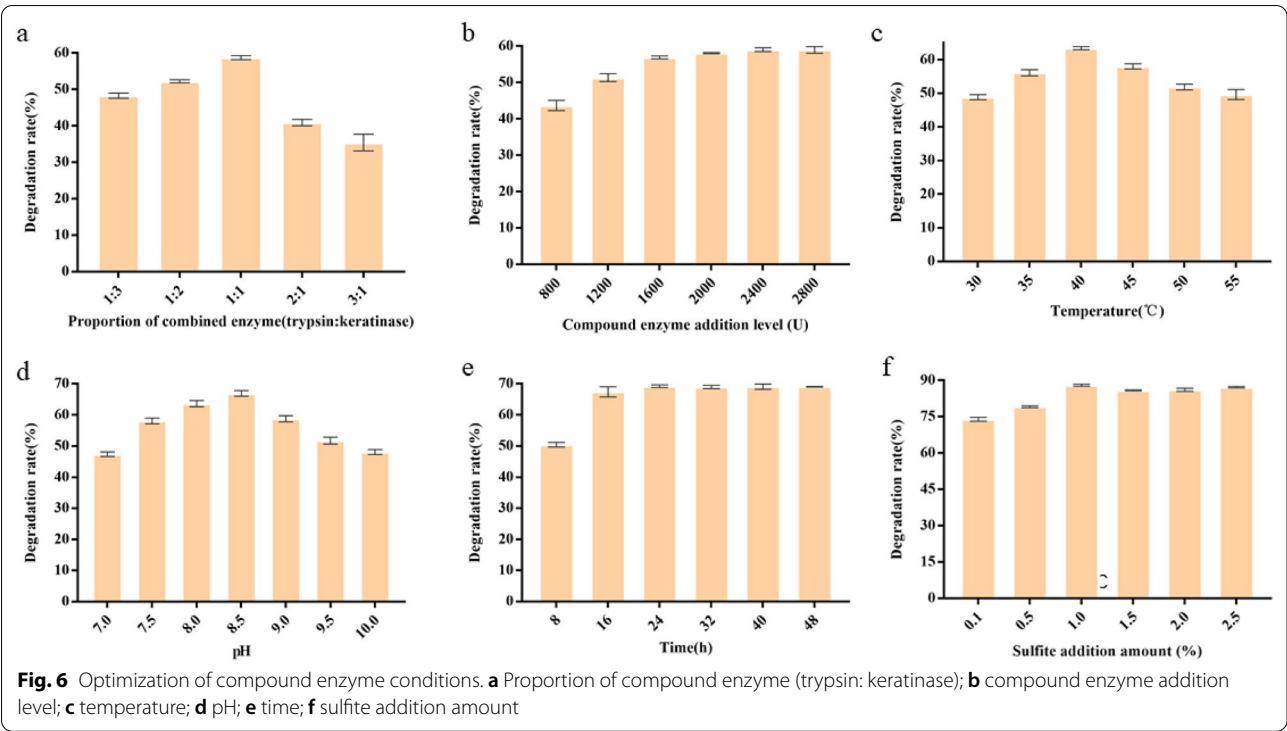 a
60
50
40
30
20
10
0
Degradation rate(%)
1:3 1:2 1:1 2:1 3:1
Proportion of combined enzyme(trypsin:keratinase)
b
60
50
40
30
20
10
0
Degradation rate(%)
800 1200 1600 2000 2400 2800
Compound enzyme addition level (U)
c
60
50
40
30
20
10
0
Degradation rate(%)
30 35 40 45 50 55
Temperature(℃)
d
70
60
50
40
30
20
10
0
Degradation rate(%)
7.0 7.5 8.0 8.5 9.0 9.5 10.0
pH
e
70
60
50
40
30
20
10
0
Degradation rate(%)
8 16 24 32 40 48
Time(h)
f
90
75
60
45
30
15
0
Degradation rate(%)
0.1 0.5 1.0 1.5 2.0 2.5
Sulfite addition amount (%)
Fig. 6 Optimization of compound enzyme conditions. a Proportion of compound enzyme (trypsin: keratinase); b compound enzyme addition
level; c temperature; d pH; e time; f sulfite addition amount